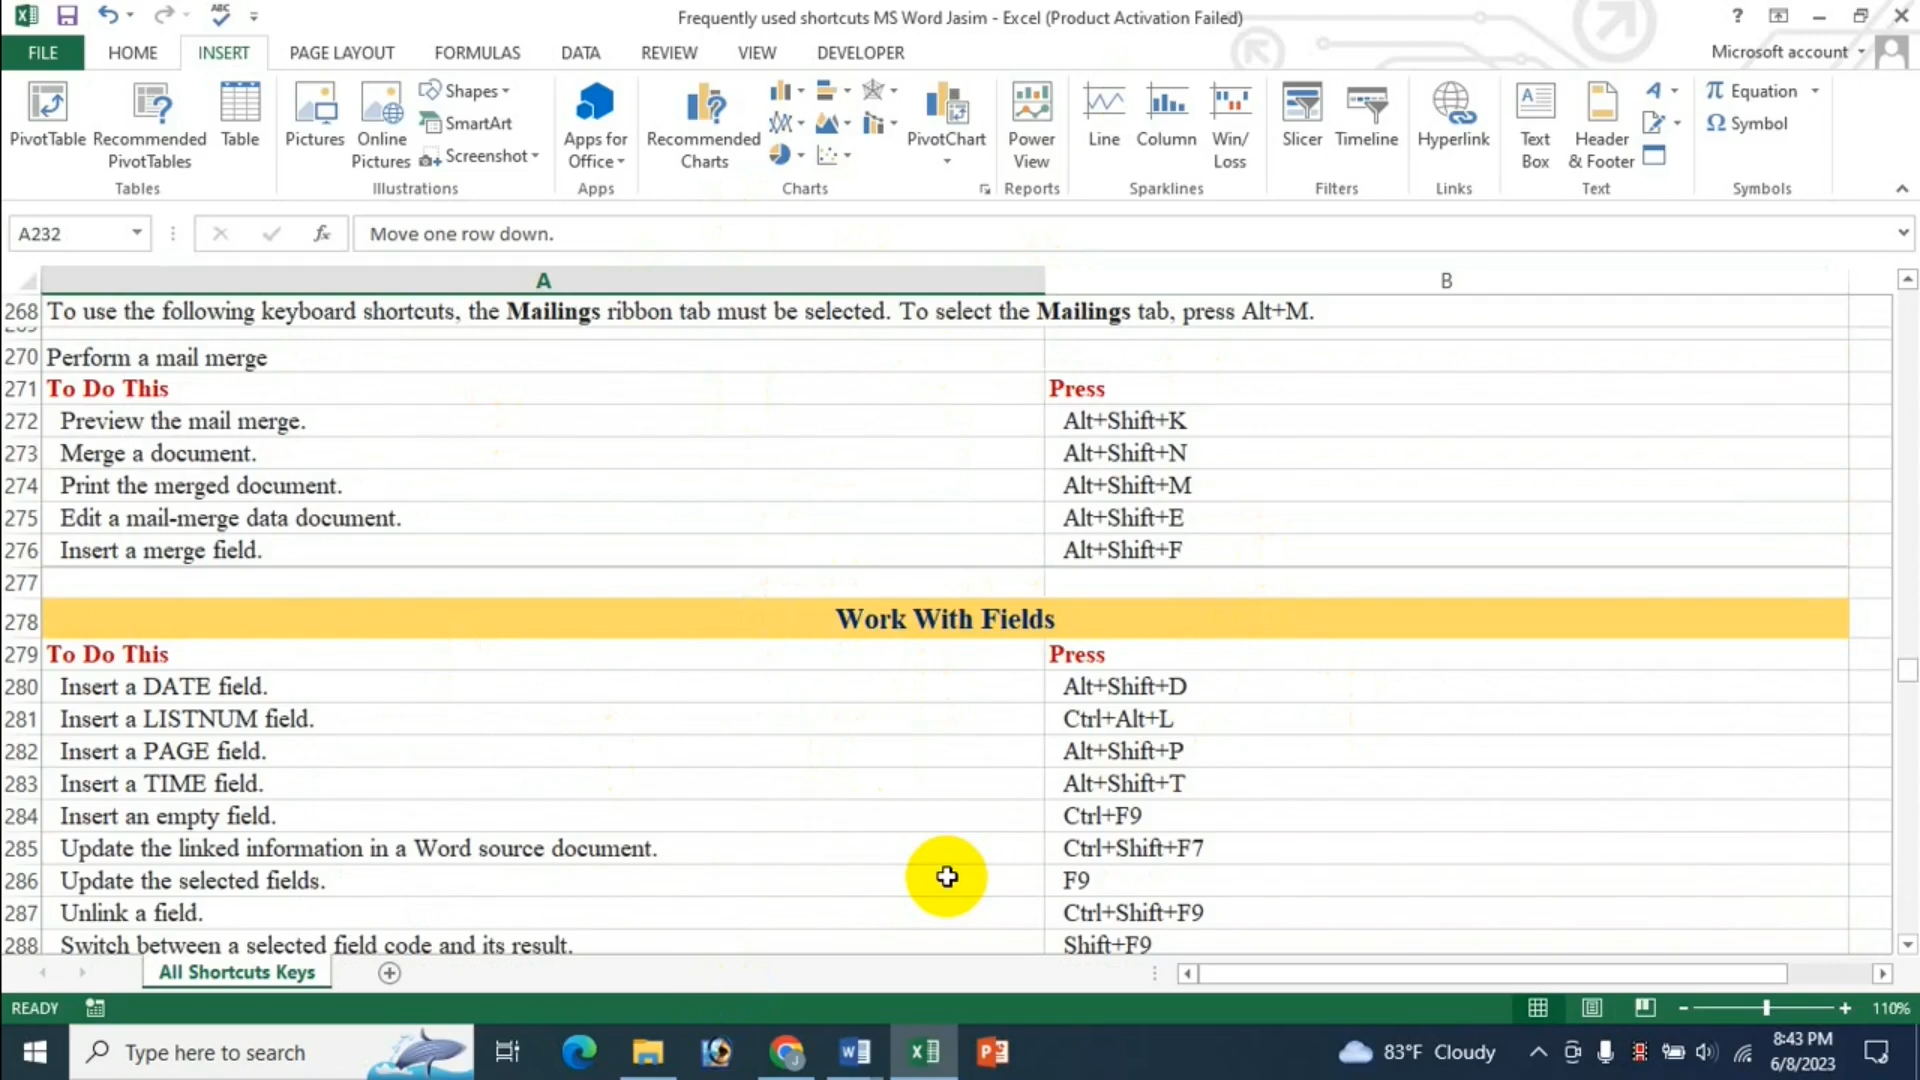 Frequently used shortcuts MS Word Jasim - Excel (Product Activation Failed)
ABC
?
FILE HOME INSERT PAGE LAYOUT FORMULAS DATA REVIEW VIEW DEVELOPER Microsoft account
PivotTable Recommended PivotTables Table Pictures Online Pictures Shapes SmartArt Screenshot Apps for Office Recommended Charts PivotChart Power View Line Column Win/Loss Slicer Timeline Hyperlink Text Box Header & Footer π Equation Ω Symbol
Tables Illustrations Apps Charts Reports Sparklines Filters Links Text Symbols
A232 fx Move one row down.
A B
268 To use the following keyboard shortcuts, the Mailings ribbon tab must be selected. To select the Mailings tab, press Alt+M.
270 Perform a mail merge
271 To Do This Press
272 Preview the mail merge. Alt+Shift+K
273 Merge a document. Alt+Shift+N
274 Print the merged document. Alt+Shift+M
275 Edit a mail-merge data document. Alt+Shift+E
276 Insert a merge field. Alt+Shift+F
277
278 Work With Fields
279 To Do This Press
280 Insert a DATE field. Alt+Shift+D
281 Insert a LISTNUM field. Ctrl+Alt+L
282 Insert a PAGE field. Alt+Shift+P
283 Insert a TIME field. Alt+Shift+T
284 Insert an empty field. Ctrl+F9
285 Update the linked information in a Word source document. Ctrl+Shift+F7
286 Update the selected fields. F9
287 Unlink a field. Ctrl+Shift+F9
288 Switch between a selected field code and its result. Shift+F9
All Shortcuts Keys
READY 110%
Type here to search 83°F Cloudy 8:43 PM
6/8/2023